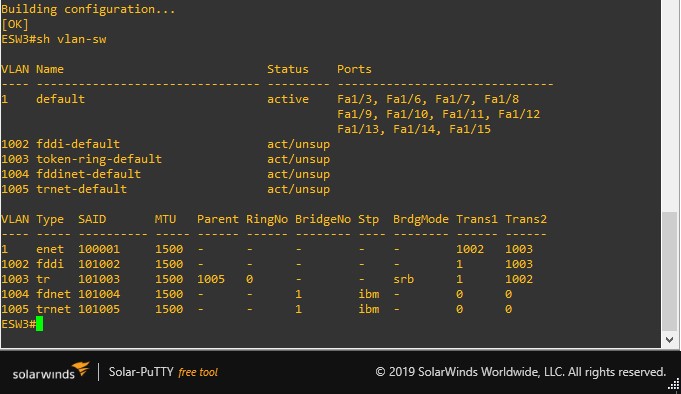 Building configuration...
[OK]
ESW3#sh vlan-sw
VLAN Name                             Status    Ports
---- -------------------------------- --------- -------------------------------
1    default                          active    Fa1/3, Fa1/6, Fa1/7, Fa1/8
                                                Fa1/9, Fa1/10, Fa1/11, Fa1/12
                                                Fa1/13, Fa1/14, Fa1/15
1002 fddi-default                     act/unsup
1003 token-ring-default               act/unsup
1004 fddinet-default                  act/unsup
1005 trnet-default                    act/unsup
VLAN Type  SAID       MTU   Parent RingNo BridgeNo Stp  BrdgMode Trans1 Trans2
---- ----- ---------- ----- ------ ------ -------- ---- -------- ------ ------
1    enet  100001     1500  -      -      -        -    -        1002   1003
1002 fddi  101002     1500  -      -      -        -    -        1      1003
1003 tr    101003     1500  1005   0      -        -    srb      1      1002
1004 fdnet 101004     1500  -      -      1        ibm  -        0      0
1005 trnet 101005     1500  -      -      1        ibm  -        0      0
ESW3#
solarwinds Solar-PuTTY free tool © 2019 SolarWinds Worldwide, LLC. All rights reserved.